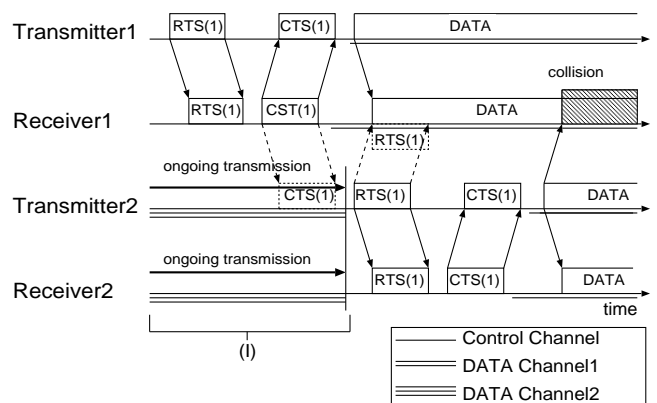 Transmitter1
RTS(1)
CTS(1)
DATA
collision
Receiver1
RTS(1)
CST(1)
DATA
RTS(1)
ongoing transmission
Transmitter2
CTS(1)
RTS(1)
CTS(1)
DATA
ongoing transmission
Receiver2
RTS(1)
CTS(1)
DATA
time
(I)
Control Channel
DATA Channel1
DATA Channel2